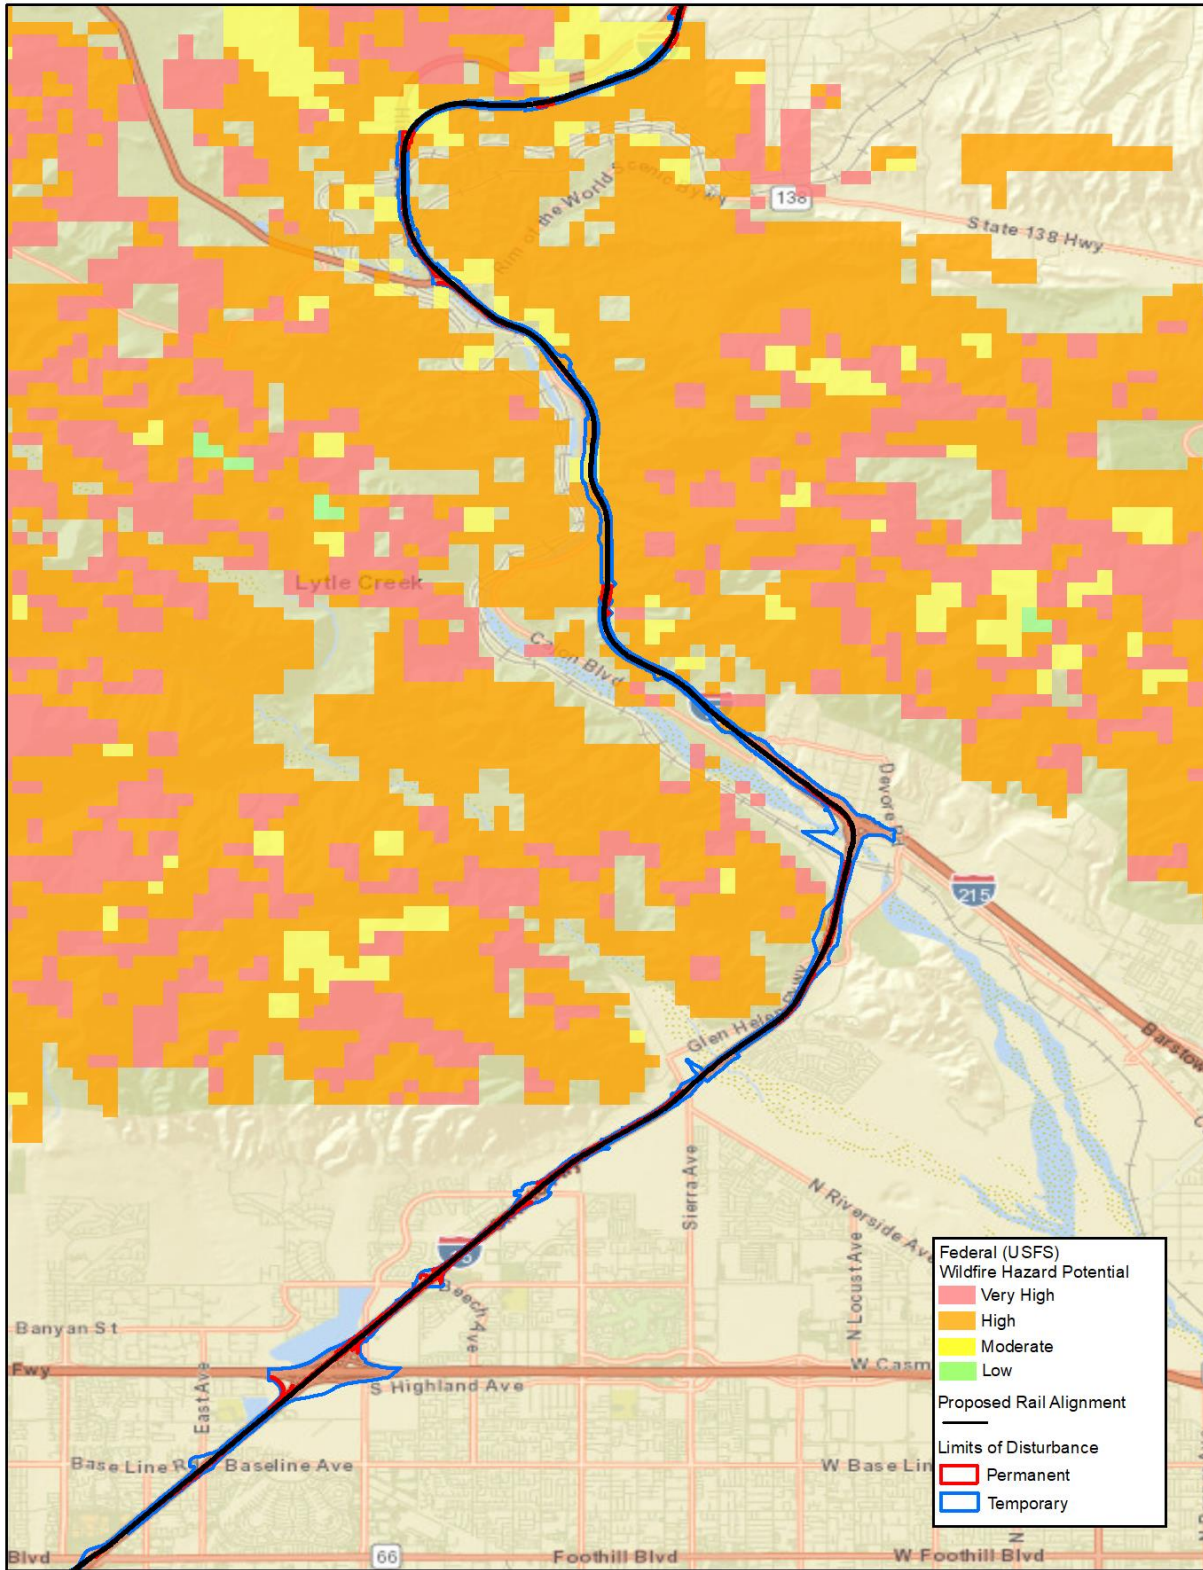 Rim of the World Scenic Bywy
138
State 138 Hwy
Lytle Creek
Cajon Blvd
Devore Rd
215
Glen Helen Pkwy
Barstow
Sierra Ave
N Riverside Ave
N Locust Ave
Beech Ave
Banyan St
Fwy
W Casm
S Highland Ave
East Ave
Base Line Rd
Baseline Ave
W Base Lin
Blvd
66
Foothill Blvd
W Foothill Blvd
N
Federal (USFS)
Wildfire Hazard Potential
Very High
High
Moderate
Low
Proposed Rail Alignment
Limits of Disturbance
Permanent
Temporary